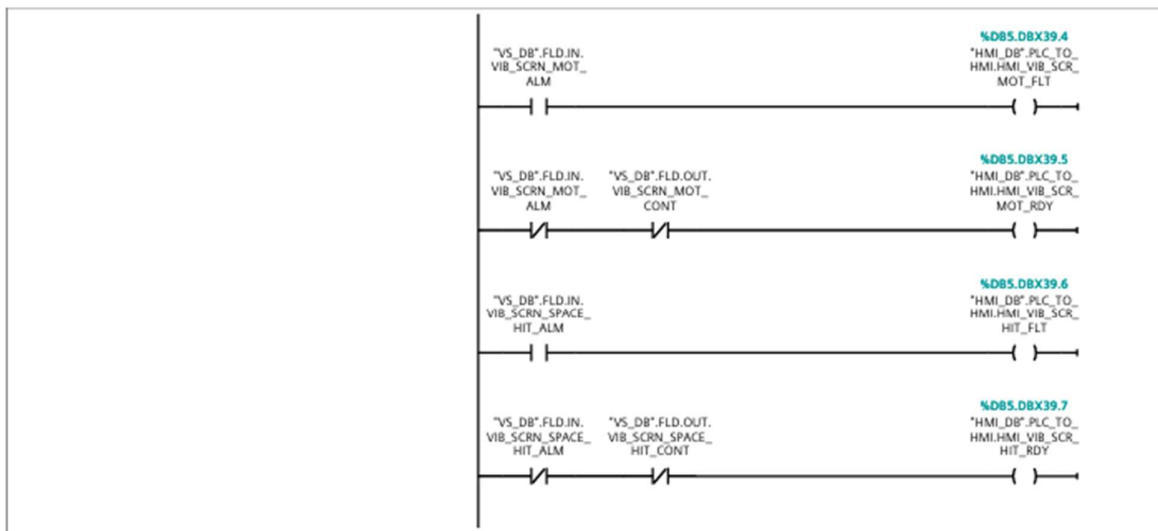 %DB5.DBX39.4
"VS_DB".FLD.IN.
VIB_SCRN_MOT_
ALM
"HMI_DB".PLC_TO_
HMI.HMI_VIB_SCR_
MOT_FLT
%DB5.DBX39.5
"VS_DB".FLD.IN.
VIB_SCRN_MOT_
ALM
"VS_DB".FLD.OUT.
VIB_SCRN_MOT_
CONT
"HMI_DB".PLC_TO_
HMI.HMI_VIB_SCR_
MOT_RDY
%DB5.DBX39.6
"VS_DB".FLD.IN.
VIB_SCRN_SPACE_
HIT_ALM
"HMI_DB".PLC_TO_
HMI.HMI_VIB_SCR_
HIT_FLT
%DB5.DBX39.7
"VS_DB".FLD.IN.
VIB_SCRN_SPACE_
HIT_ALM
"VS_DB".FLD.OUT.
VIB_SCRN_SPACE_
HIT_CONT
"HMI_DB".PLC_TO_
HMI.HMI_VIB_SCR_
HIT_RDY